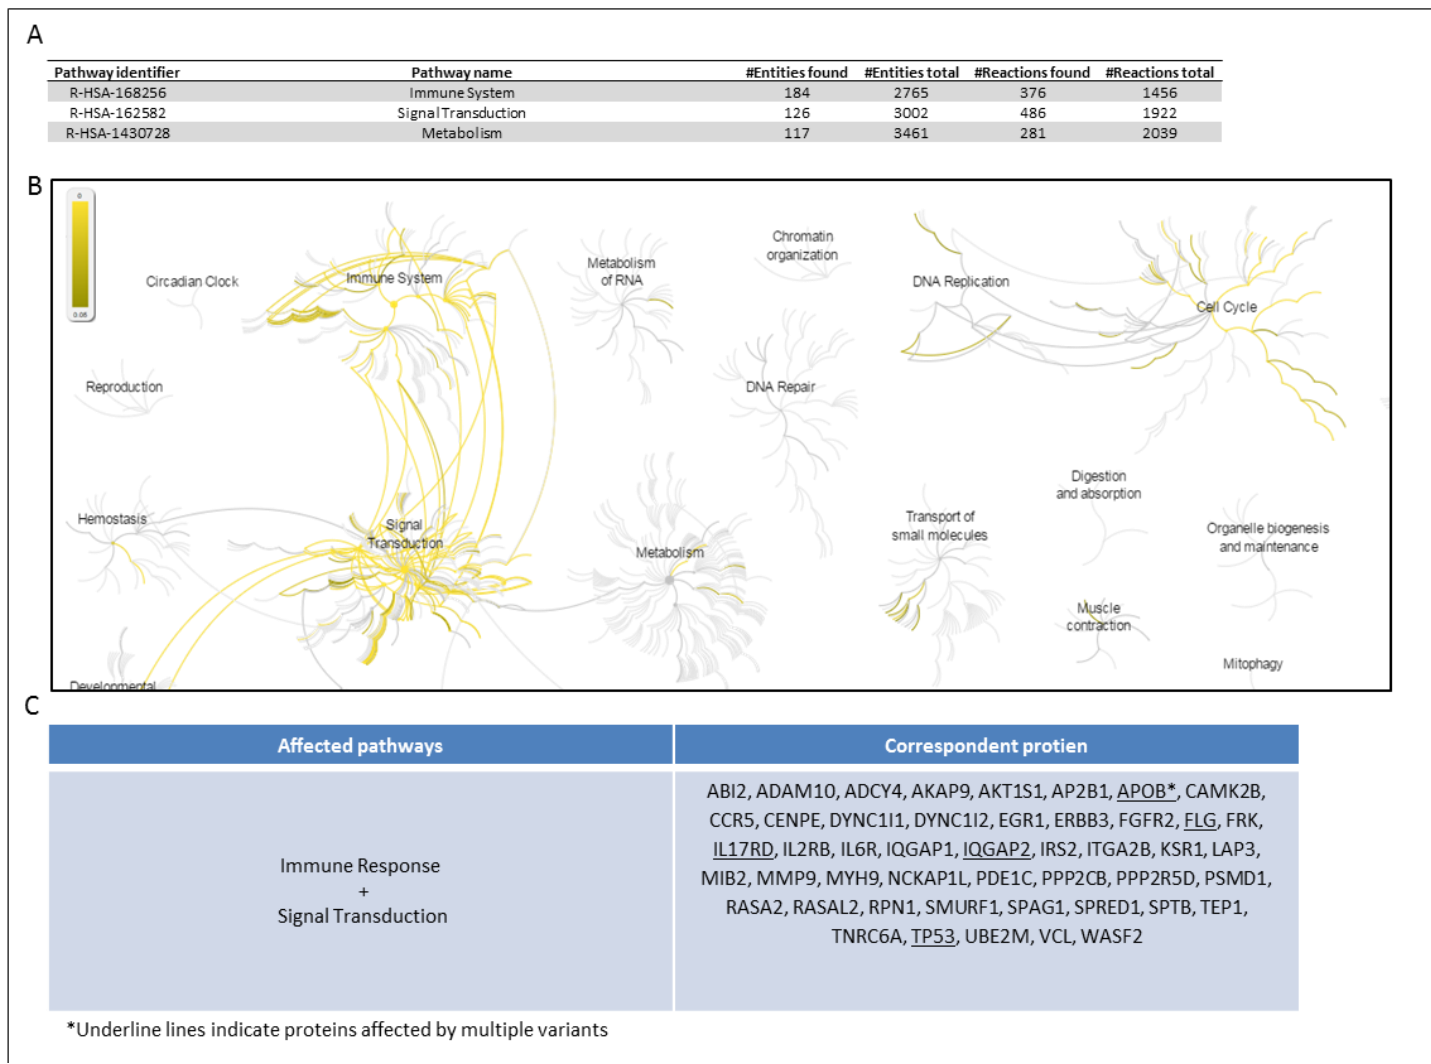 A
Pathway identifier Pathway name #Entities found #Entities total #Reactions found #Reactions total
R-HSA-168256 Immune System 184 2765 376 1456
R-HSA-162582 Signal Transduction 126 3002 486 1922
R-HSA-1430728 Metabolism 117 3461 281 2039
B
0
0.05
Circadian Clock
Immune System
Metabolism
of RNA
Chromatin
organization
DNA Replication
Cell Cycle
Reproduction
DNA Repair
Hemostasis
Signal
Transduction
Metabolism
Transport of
small molecules
Digestion
and absorption
Organelle biogenesis
and maintenance
Muscle
contraction
Mitophagy
Developmental
C
Affected pathways Correspondent protien
Immune Response
+
Signal Transduction
ABI2, ADAM10, ADCY4, AKAP9, AKT1S1, AP2B1, APOB*, CAMK2B,
CCR5, CENPE, DYNC1I1, DYNC1I2, EGR1, ERBB3, FGFR2, FLG, FRK,
IL17RD, IL2RB, IL6R, IQGAP1, IQGAP2, IRS2, ITGA2B, KSR1, LAP3,
MIB2, MMP9, MYH9, NCKAP1L, PDE1C, PPP2CB, PPP2R5D, PSMD1,
RASA2, RASAL2, RPN1, SMURF1, SPAG1, SPRED1, SPTB, TEP1,
TNRC6A, TP53, UBE2M, VCL, WASF2
*Underline lines indicate proteins affected by multiple variants